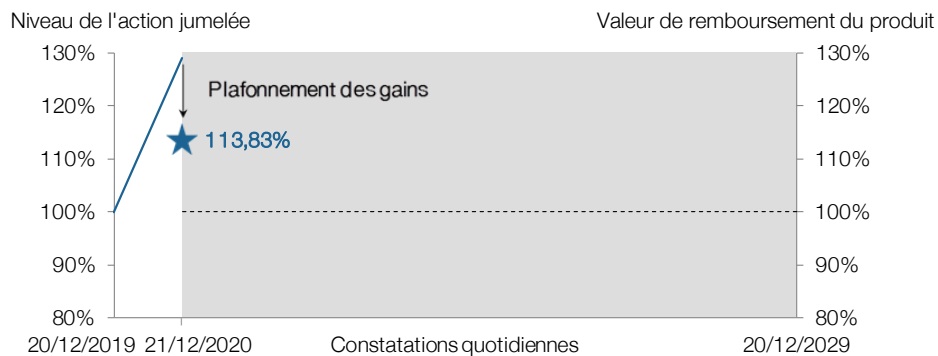 Niveau de l'action jumelée Valeur de remboursement du produit
130% 130%
Plafonnement des gains
120% 120%
113,83%
110% 110%
100% 100%
90% 90%
80% 80%
20/12/2019 21/12/2020 Constatations quotidiennes 20/12/2029